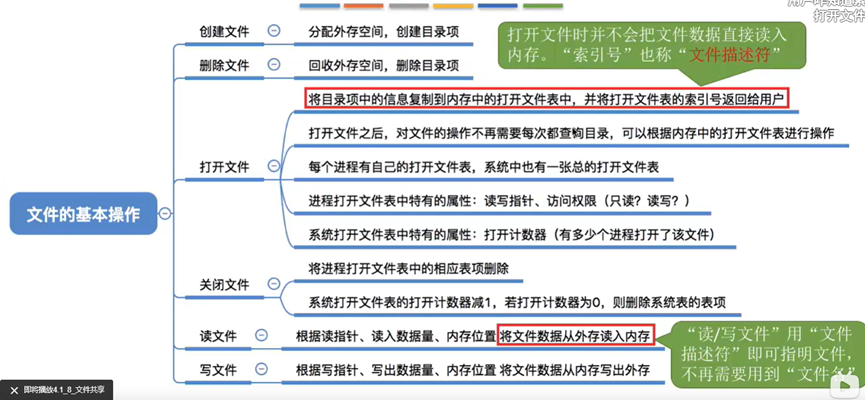 打开文件
创建文件
分配外存空间，创建目录项
打开文件时并不会把文件数据直接读入
内存。“索引号”也称“文件描述符”
删除文件
回收外存空间，删除目录项
将目录项中的信息复制到内存中的打开文件表中，并将打开文件表的索引号返回给用户
打开文件之后，对文件的操作不再需要每次都查询目录，可以根据内存中的打开文件表进行操作
打开文件
每个进程有自己的打开文件表，系统中也有一张总的打开文件表
进程打开文件表中特有的属性：读写指针、访问权限（只读？读写？）
文件的基本操作
系统打开文件表中特有的属性：打开计数器（有多少个进程打开了该文件）
将进程打开文件表中的相应表项删除
关闭文件
系统打开文件表的打开计数器减1，若打开计数器为0，则删除系统表的表项
读文件
根据读指针、读入数据量、内存位置 将文件数据从外存读入内存
“读/写文件”用“文件
描述符”即可指明文件，
不再需要用到“文件名”
写文件
根据写指针、写出数据量、内存位置 将文件数据从内存写出外存
即将播放4.1_8_文件共享